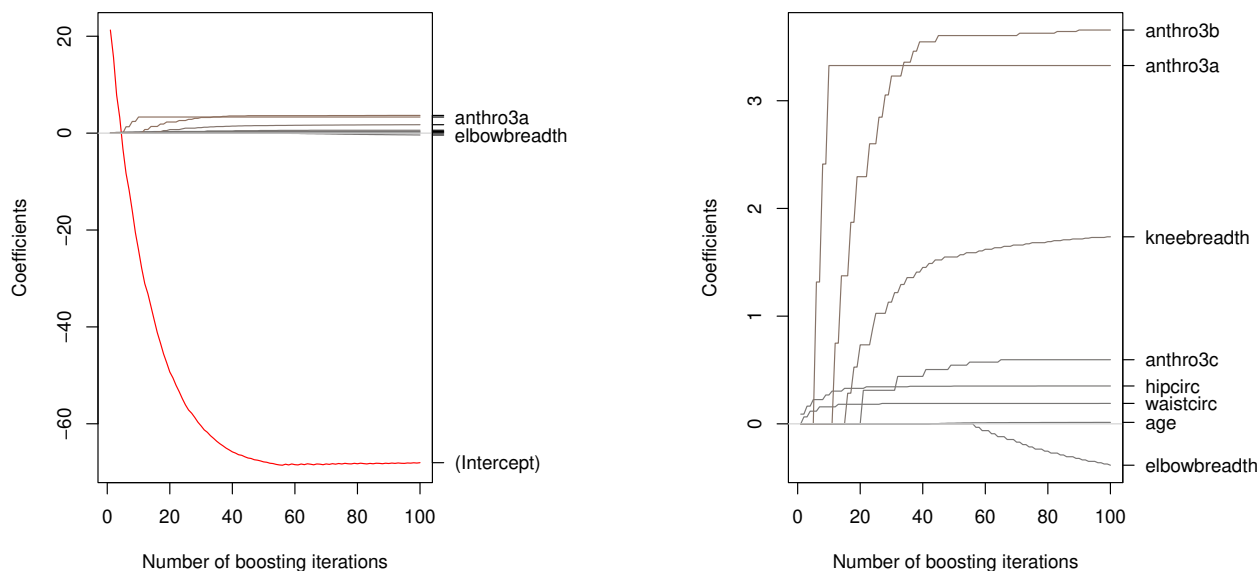 20
0
−20
−40
−60
Coefficients
anthro3a
elbowbreadth
(Intercept)
0 20 40 60 80 100
Number of boosting iterations
3
2
1
0
Coefficients
anthro3b
anthro3a
kneebreadth
anthro3c
hipcirc
waistcirc
age
elbowbreadth
0 20 40 60 80 100
Number of boosting iterations